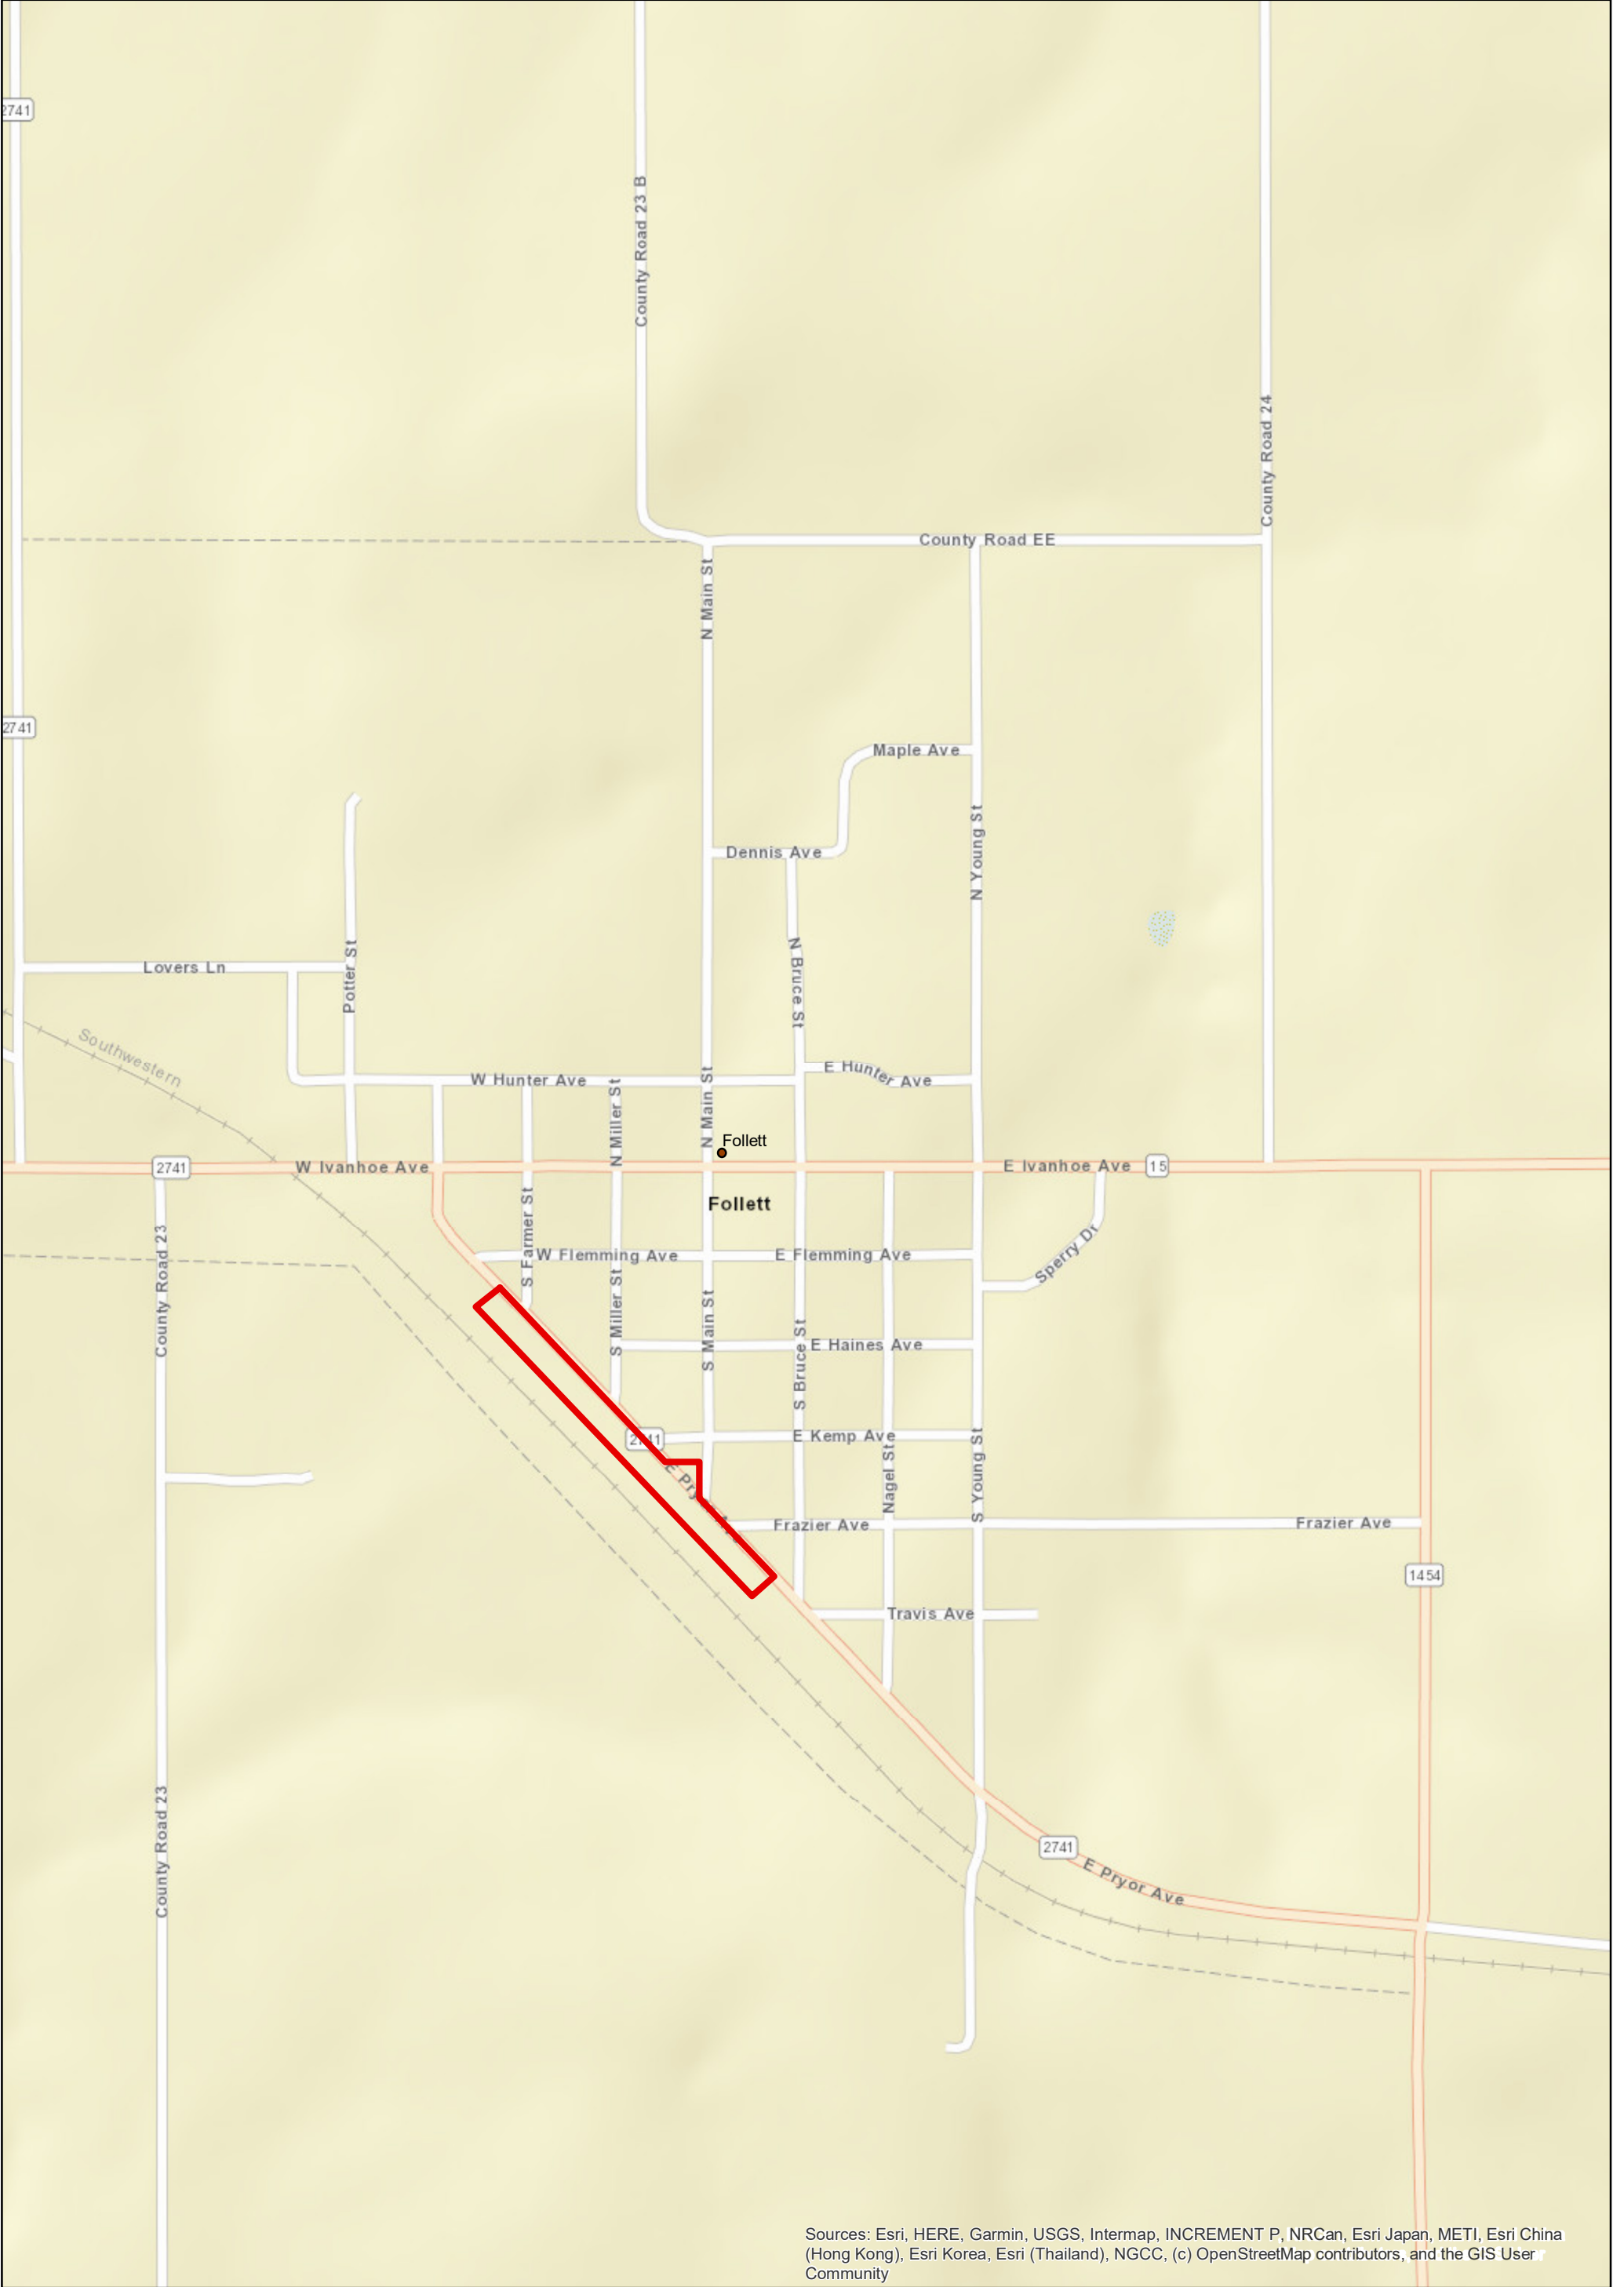 2741
County Road 23 B
County Road 24
County Road EE
N Main St
2741
Maple Ave
N Young St
Dennis Ave
N Bruce St
Lovers Ln
Potter St
Southwestern
E Hunter Ave
W Hunter Ave
N Miller St
N Main St
Follett
2741
W Ivanhoe Ave
E Ivanhoe Ave
15
Follett
S Farmer St
County Road 23
W Flemming Ave
E Flemming Ave
Sperry Dr
S Miller St
S Main St
S Bruce St
E Haines Ave
2741
E Kemp Ave
Nagel St
S Young St
E Pryor Ave
Frazier Ave
Frazier Ave
1454
Travis Ave
County Road 23
2741
E Pryor Ave
Sources: Esri, HERE, Garmin, USGS, Intermap, INCREMENT P, NRCan, Esri Japan, METI, Esri China
(Hong Kong), Esri Korea, Esri (Thailand), NGCC, (c) OpenStreetMap contributors, and the GIS User
Community